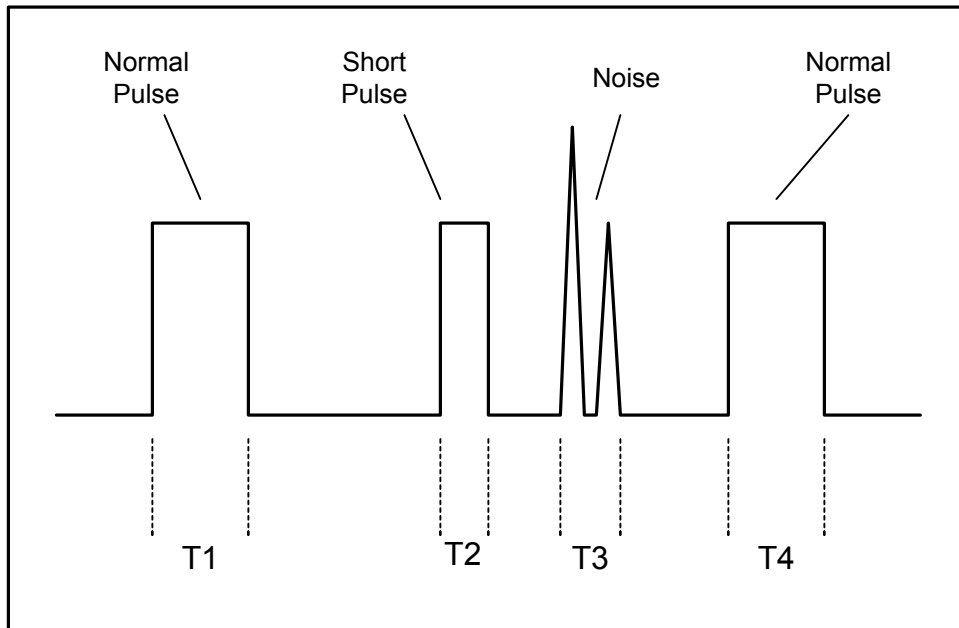 Normal
Pulse
Short
Pulse
Noise
Normal
Pulse
T1
T2
T3
T4